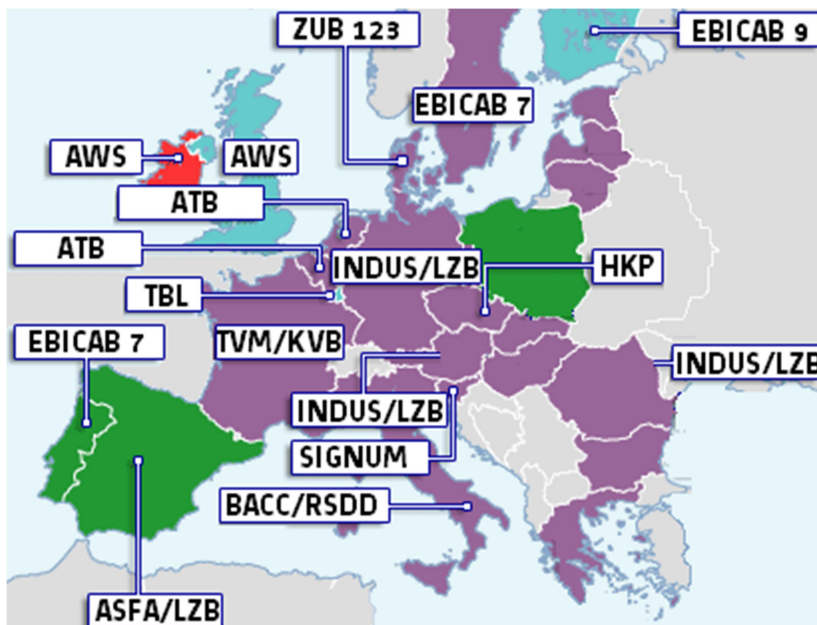 ZUB 123
EBICAB 9
EBICAB 7
AWS
AWS
ATB
ATB
INDUS/LZB
HKP
TBL
EBICAB 7
TVM/KVB
INDUS/LZB
INDUS/LZB
SIGNUM
BACC/RSDD
ASFA/LZB